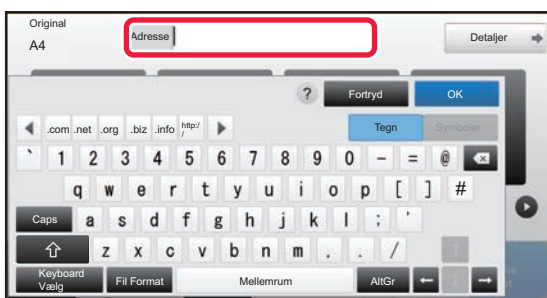 Original
A4
Adresse
Detaljer
? Fortryd OK
.com .net .org .biz .info http:/
/
Tegn Symboler
` 1 2 3 4 5 6 7 8 9 0 - = @
q w e r t y u i o p [ ] #
Caps a s d f g h j k l ; '
z x c v b n m , . /
Keyboard
Vælg
Fil Format Mellemrum AltGr